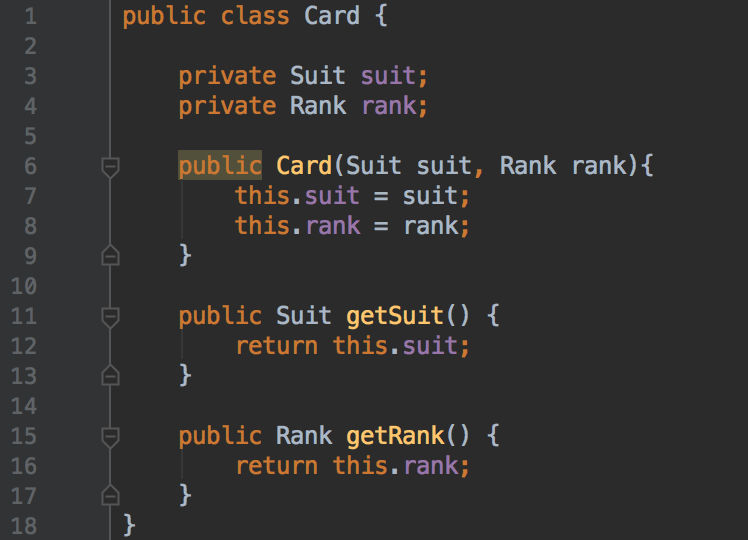 1 public class Card {
2
3     private Suit suit;
4     private Rank rank;
5
6     public Card(Suit suit, Rank rank){
7         this.suit = suit;
8         this.rank = rank;
9     }
10
11     public Suit getSuit() {
12         return this.suit;
13     }
14
15     public Rank getRank() {
16         return this.rank;
17     }
18 }